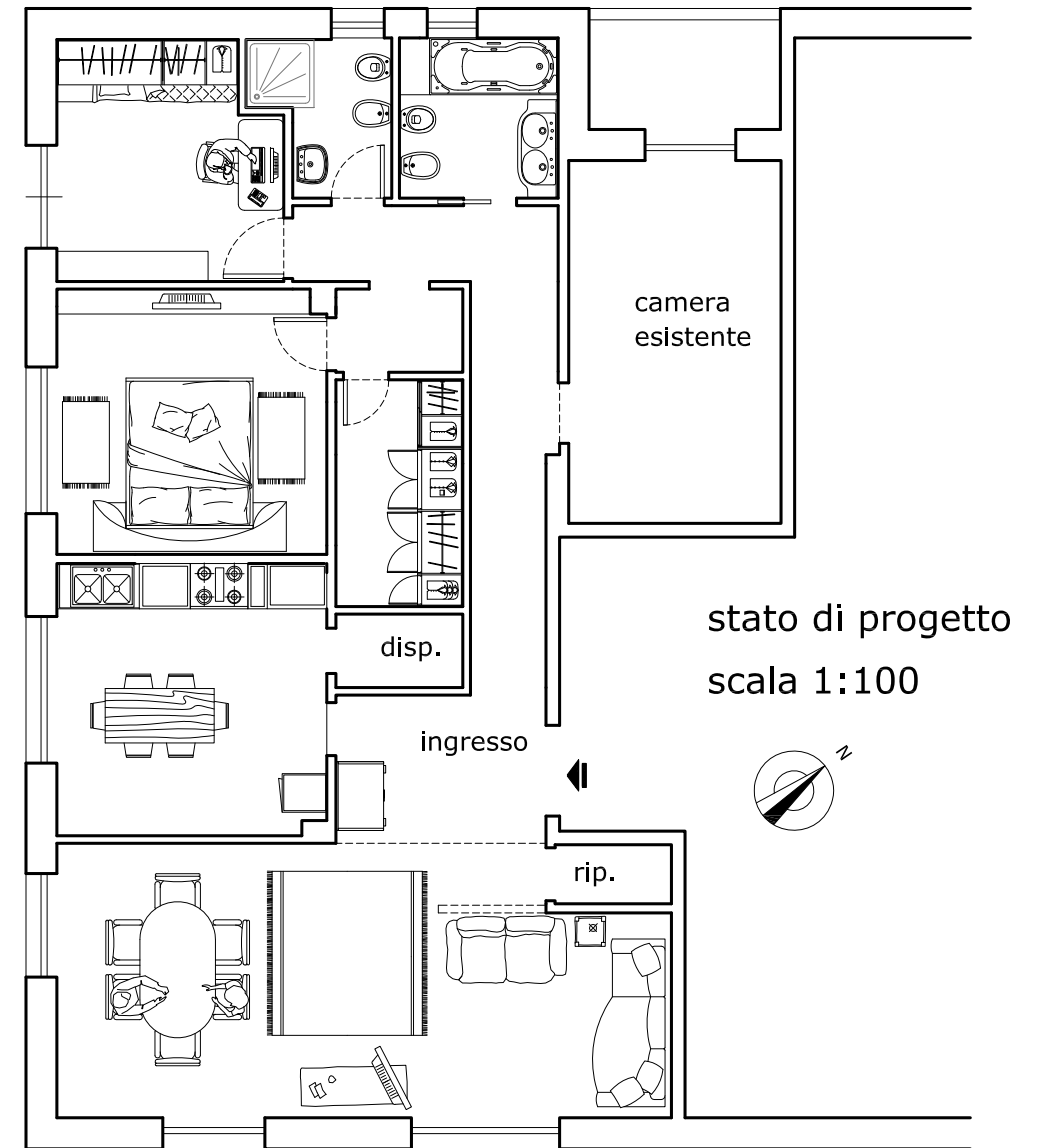 camera
esistente
disp.
stato di progetto
scala 1:100
ingresso
N
rip.